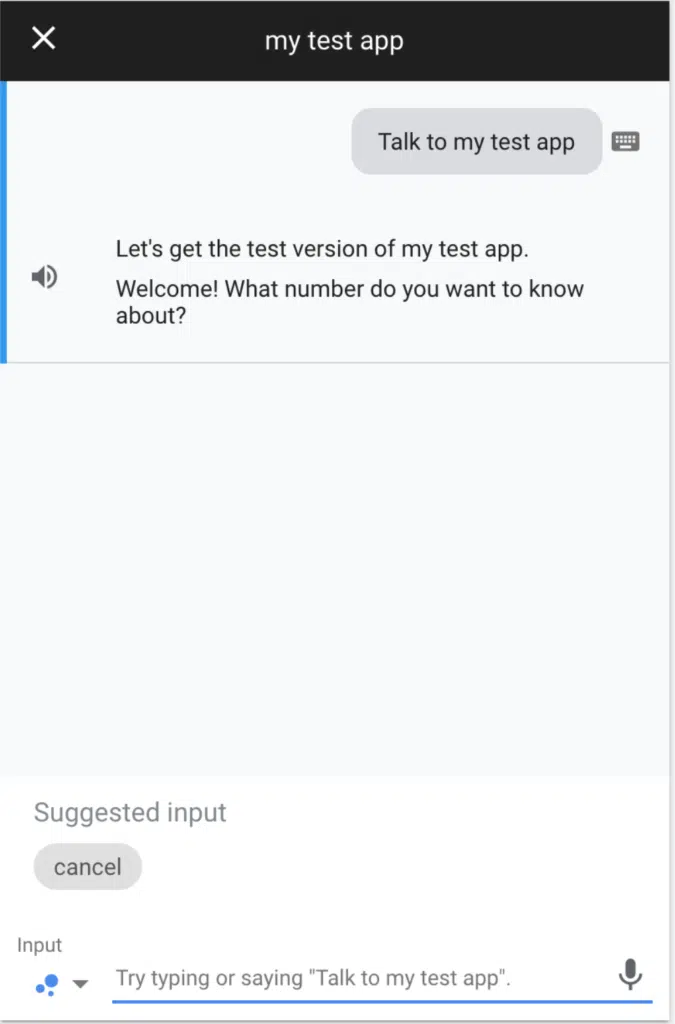 my test app
Talk to my test app
Let's get the test version of my test app.
Welcome! What number do you want to know
about?
Suggested input
cancel
Input
Try typing or saying "Talk to my test app".